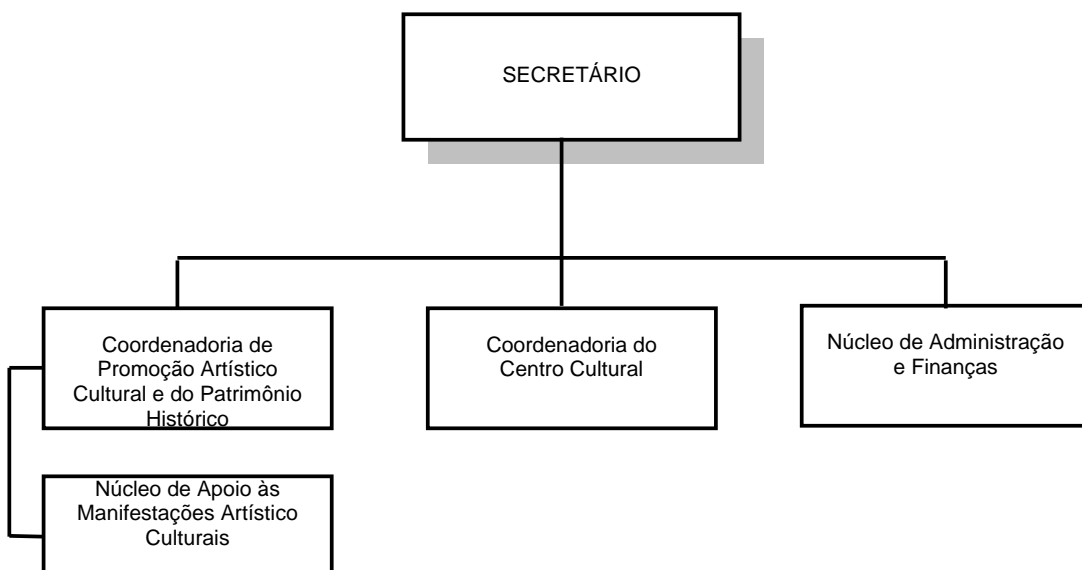 SECRETÁRIO
Coordenadoria de
Promoção Artístico
Cultural e do Patrimônio
Histórico
Coordenadoria do
Centro Cultural
Núcleo de Administração
e Finanças
Núcleo de Apoio às
Manifestações Artístico
Culturais